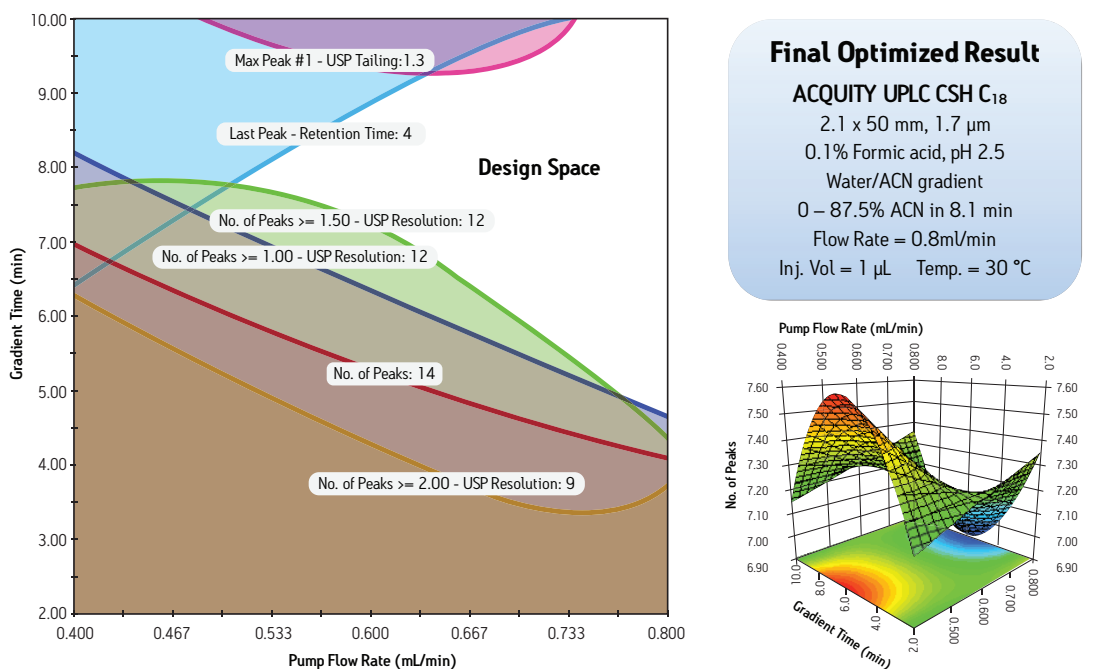 10.00
9.00
8.00
7.00
6.00
5.00
4.00
3.00
2.00
Gradient Time (min)
0.400 0.467 0.533 0.600 0.667 0.733 0.800
Pump Flow Rate (mL/min)
Max Peak #1 - USP Tailing:1.3
Last Peak - Retention Time: 4
Design Space
No. of Peaks >= 1.50 - USP Resolution: 12
No. of Peaks >= 1.00 - USP Resolution: 12
No. of Peaks: 14
No. of Peaks >= 2.00 - USP Resolution: 9
Final Optimized Result
ACQUITY UPLC CSH C₁₈
2.1 x 50 mm, 1.7 µm
0.1% Formic acid, pH 2.5
Water/ACN gradient
0 – 87.5% ACN in 8.1 min
Flow Rate = 0.8ml/min
Inj. Vol = 1 µL Temp. = 30 °C
Pump Flow Rate (mL/min)
0.400 0.500 0.600 0.700 0.800 8.0 6.0 4.0 2.0
7.60 7.60
7.50 7.50
7.40 7.40
7.30 7.30
7.20 7.20
7.10 7.10
7.00 7.00
6.90 6.90
No. of Peaks
10.0 8.0 6.0 4.0 2.0
Gradient Time (min)
0.500 0.600 0.700 0.800